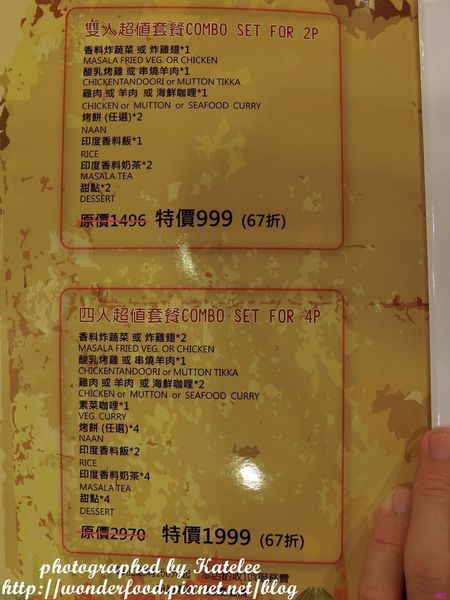 雙人超值套餐COMBO SET FOR 2P
香料炸蔬菜 或 炸雞翅*1
MASALA FRIED VEG. OR CHICKEN
酸乳烤雞 或 串燒羊肉*1
CHICKENTANDOORI or MUTTON TIKKA
雞肉 或 羊肉 或 海鮮咖哩*1
CHICKEN or MUTTON or SEAFOOD CURRY
烤餅 (任選)*2
NAAN
印度香料飯*1
RICE
印度香料奶茶*2
MASALA TEA
甜點*2
DESSERT
原價1496 特價999 (67折)
四人超值套餐COMBO SET FOR 4P
香料炸蔬菜 或 炸雞翅*2
MASALA FRIED VEG. OR CHICKEN
酸乳烤雞 或 串燒羊肉*1
CHICKENTANDOORI or MUTTON TIKKA
雞肉 或 羊肉 或 海鮮咖哩*2
CHICKEN or MUTTON or SEAFOOD CURRY
素菜咖哩*1
VEG. CURRY
烤餅 (任選)*4
NAAN
印度香料飯*2
RICE
印度香料奶茶*4
MASALA TEA
甜點*4
DESSERT
原價2970 特價1999 (67折)
本店酌收10%服務費
photographed by Katelee
http://wonderfood.pixnet.net/blog